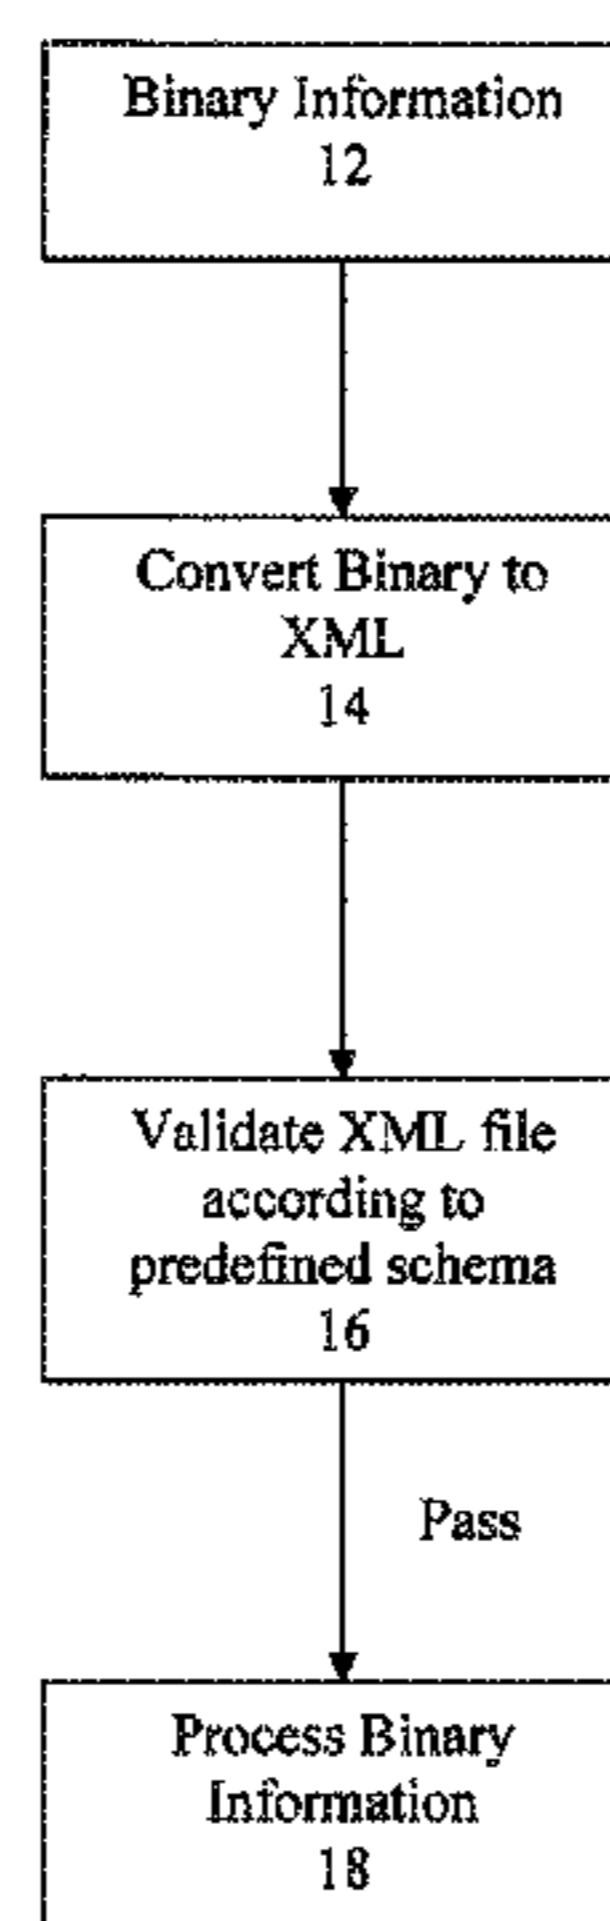 Binary Information
12
Convert Binary to
XML
14
Validate XML file
according to
predefined schema
16
Pass
Process Binary
Information
18